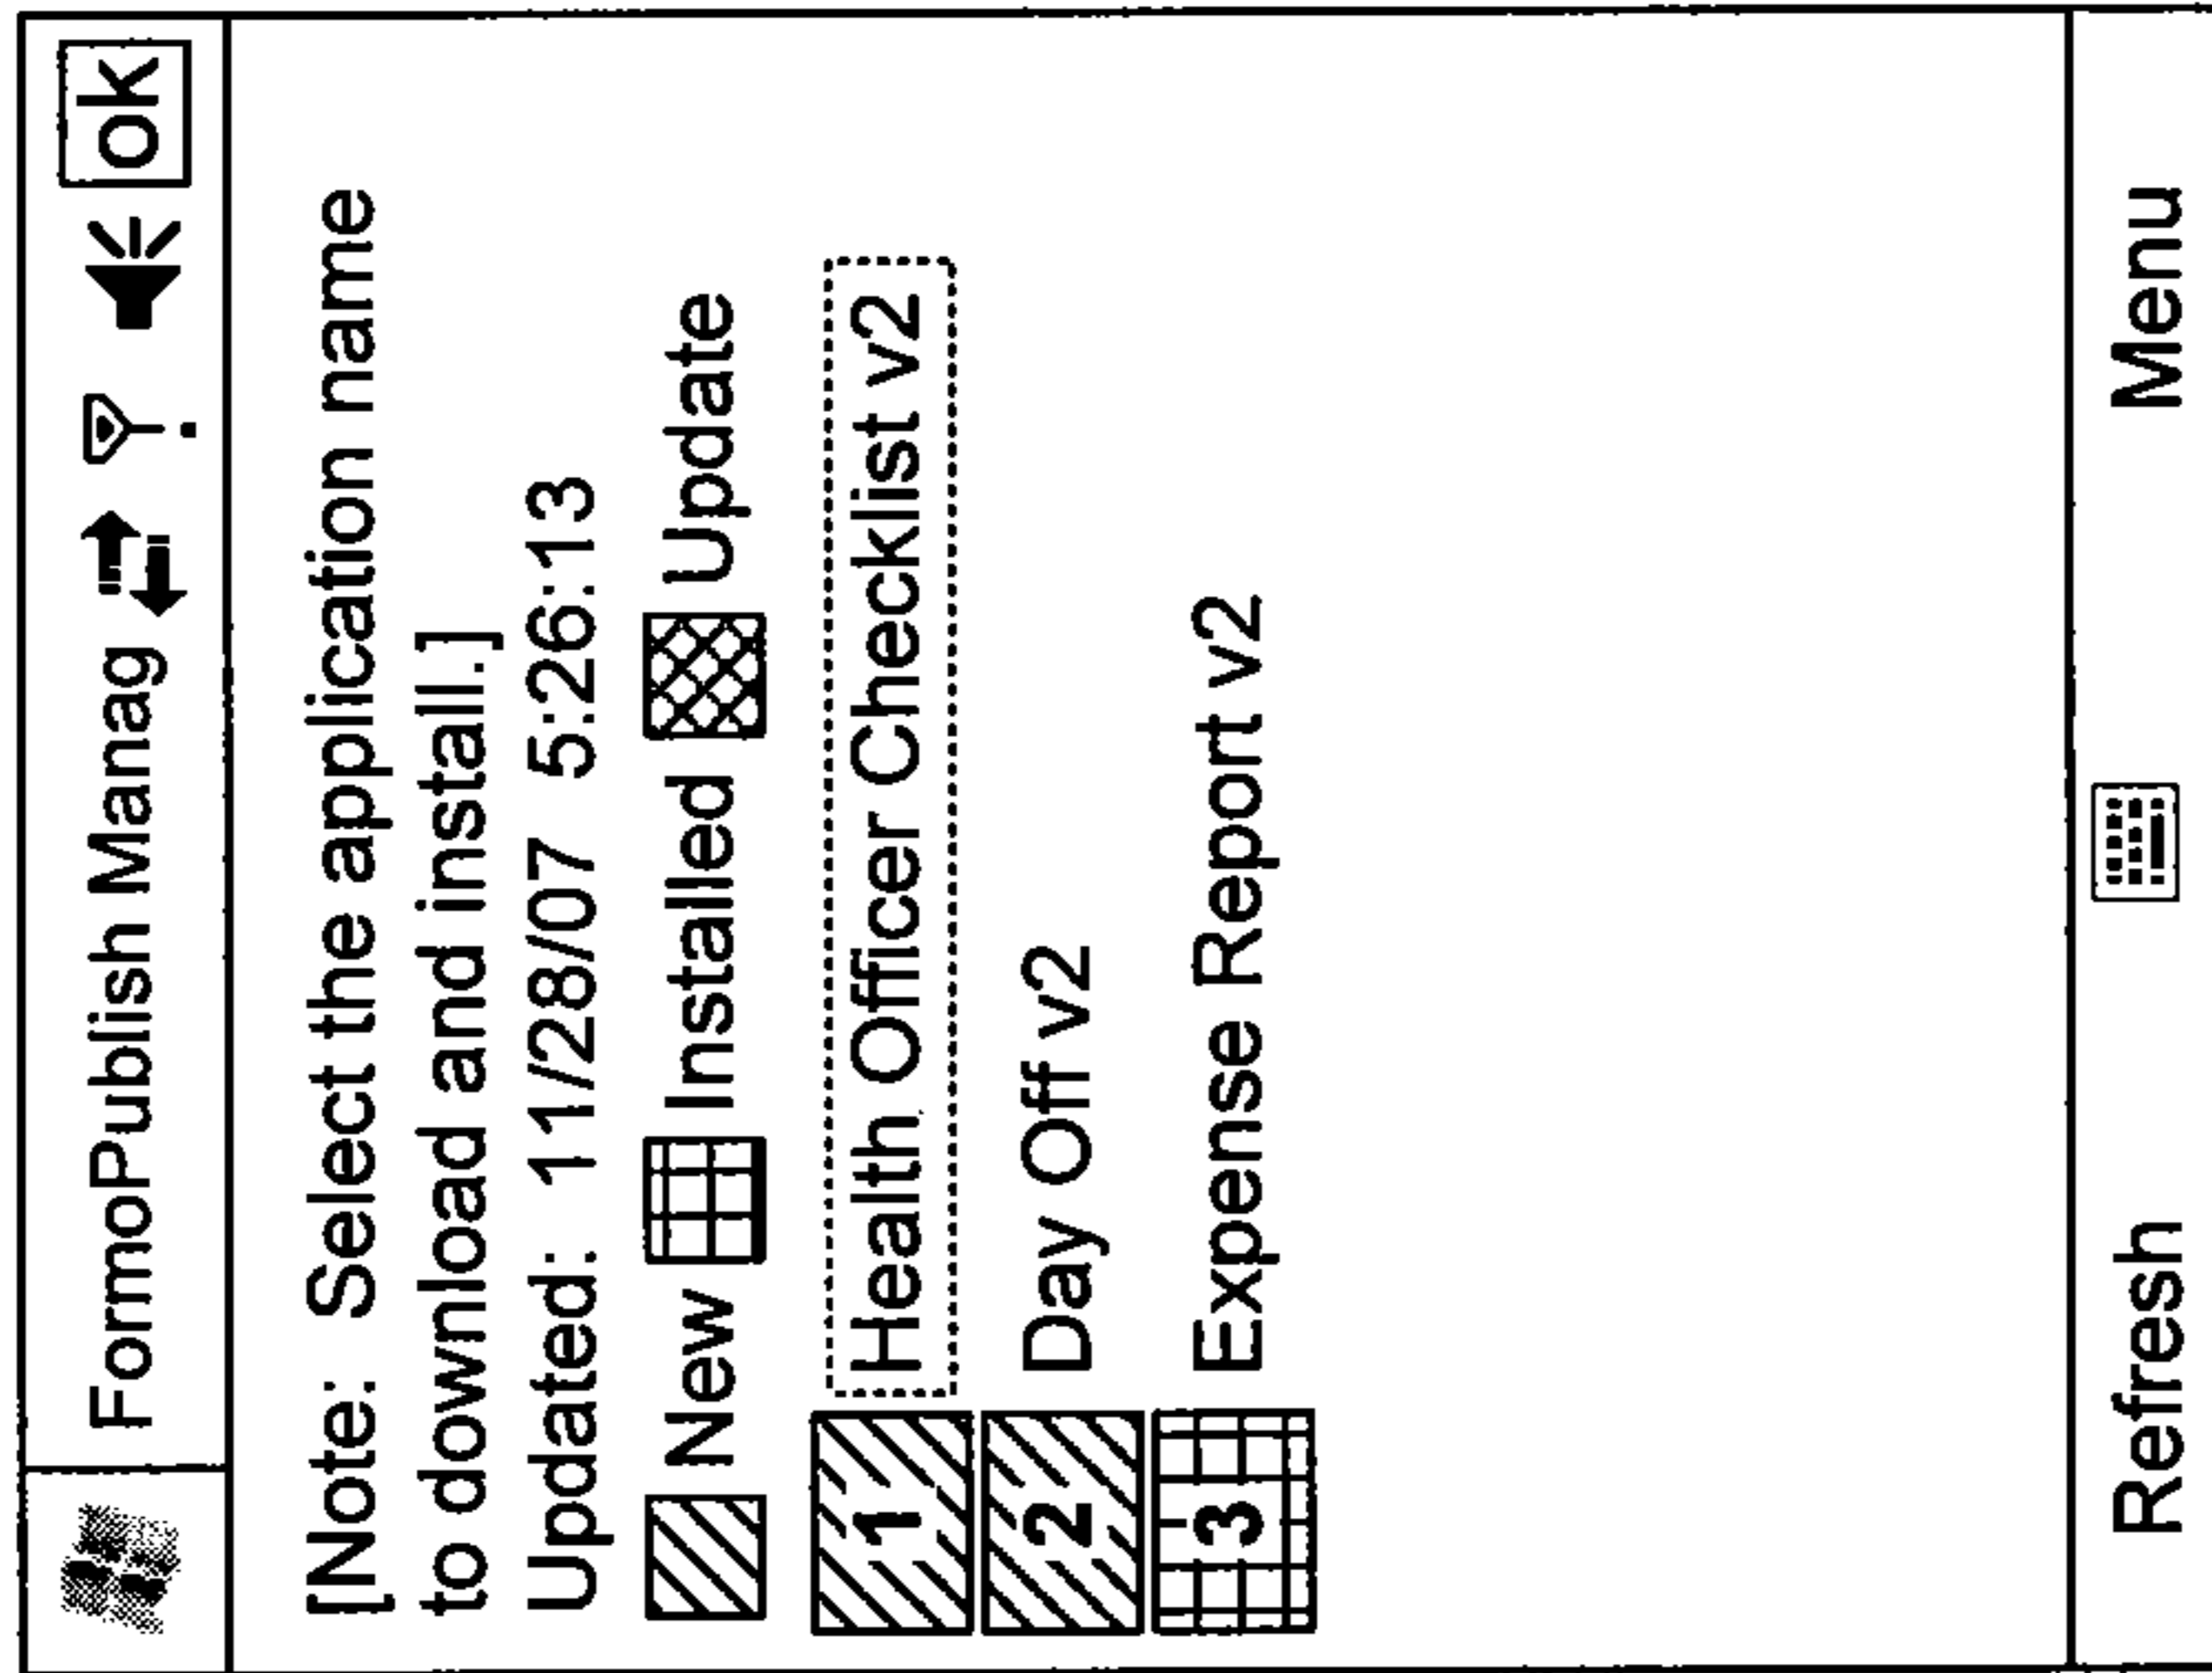 FormoPublish Manag ok
[Note: Select the application name
to download and install.]
Updated: 11/28/07 5:26:13
New Installed Update
1 Health Officer Checklist v2
2 Day Off v2
3 Expense Report v2
Refresh Menu